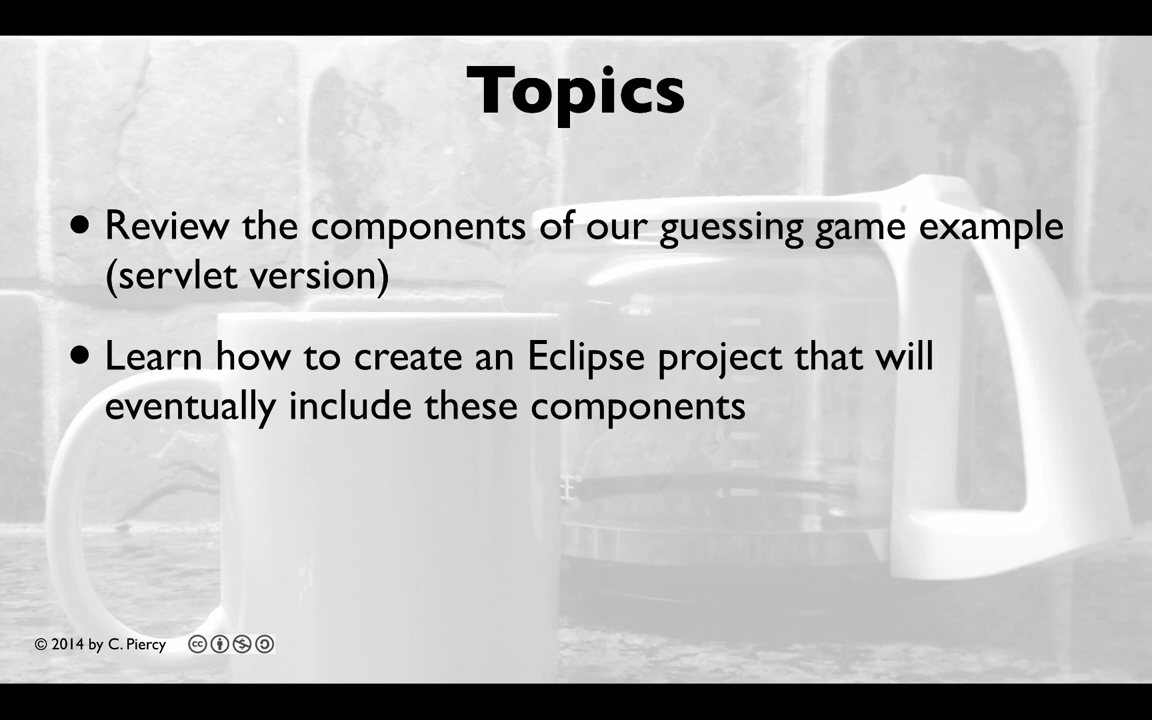 Topics
• Review the components of our guessing game example
(servlet version)
• Learn how to create an Eclipse project that will
eventually include these components
© 2014 by C. Piercy